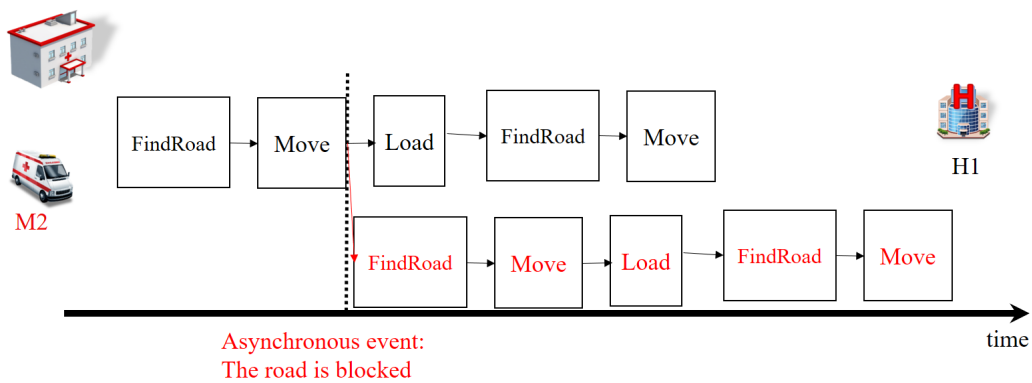 FindRoad
Move
Load
FindRoad
Move
H
H1
M2
FindRoad
Move
Load
FindRoad
Move
time
Asynchronous event:
The road is blocked